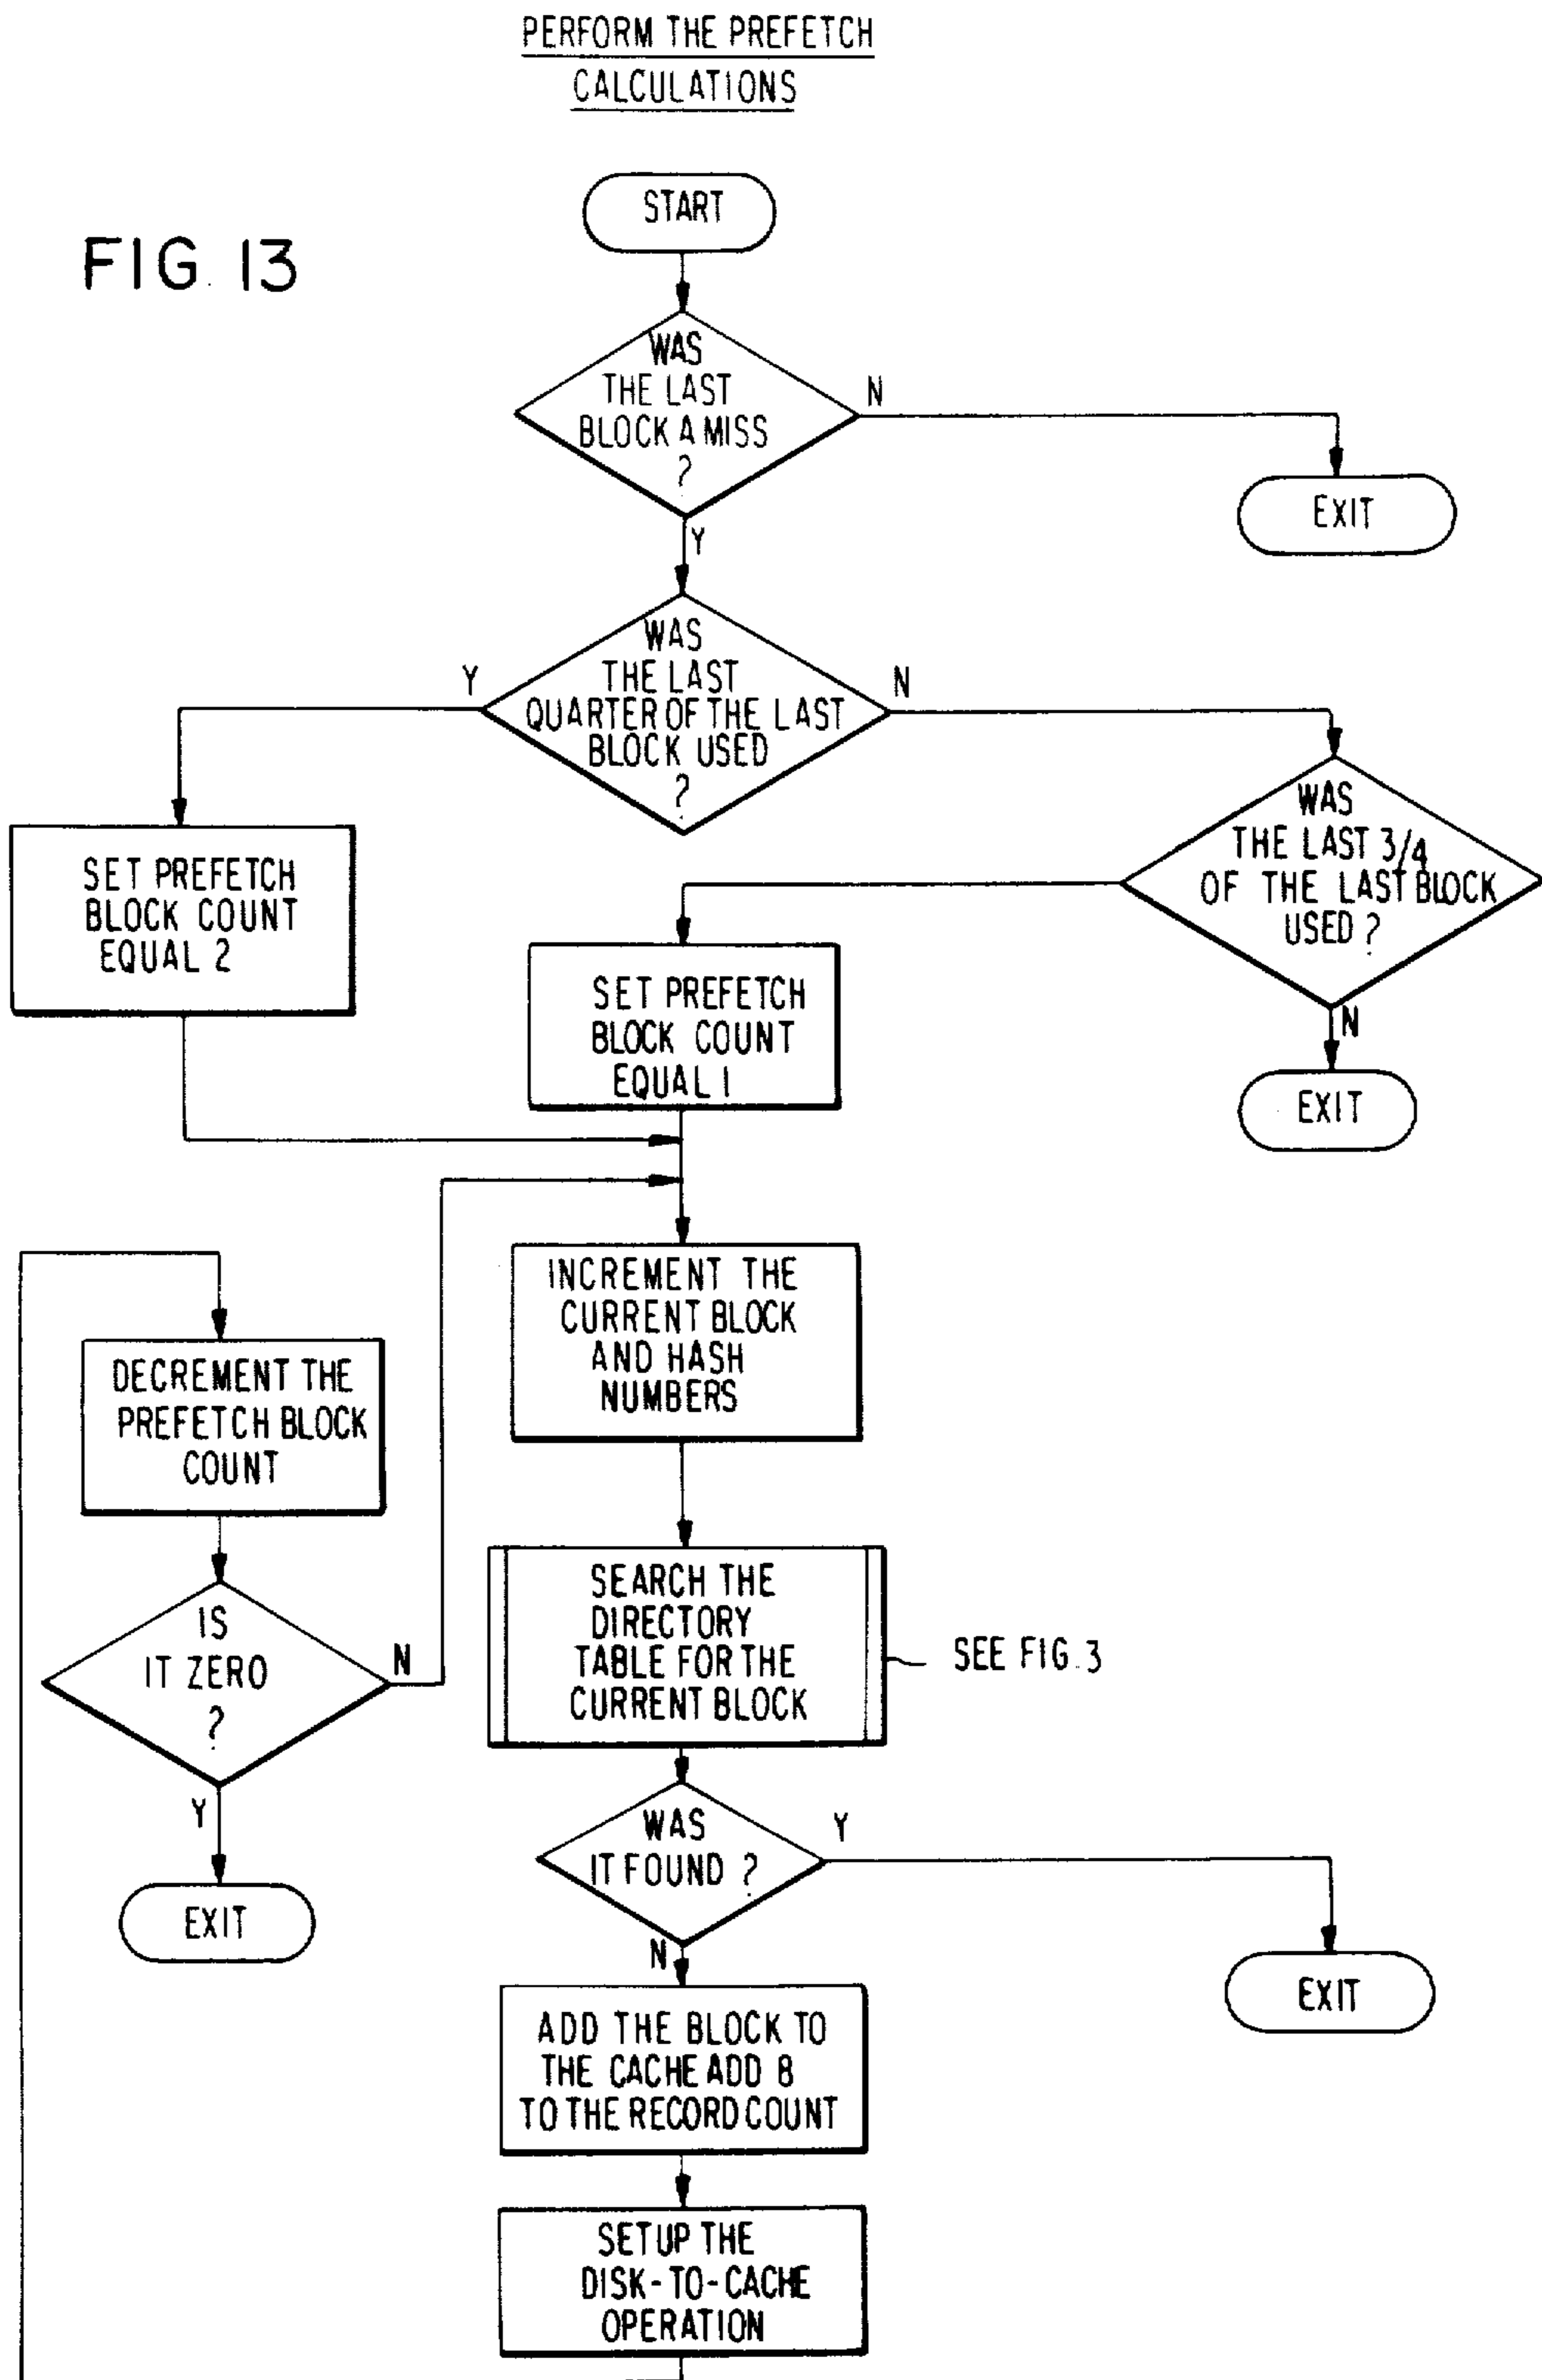 PERFORM THE PREFETCH
CALCULATIONS
FIG. 13
START
WAS
THE LAST
BLOCK A MISS
?
N
EXIT
Y
WAS
THE LAST
QUARTER OF THE LAST
BLOCK USED
?
Y
N
WAS
THE LAST 3/4
OF THE LAST BLOCK
USED ?
N
EXIT
SET PREFETCH
BLOCK COUNT
EQUAL 2
SET PREFETCH
BLOCK COUNT
EQUAL 1
INCREMENT THE
CURRENT BLOCK
AND HASH
NUMBERS
DECREMENT THE
PREFETCH BLOCK
COUNT
IS
IT ZERO
?
N
Y
EXIT
SEARCH THE
DIRECTORY
TABLE FOR THE
CURRENT BLOCK
SEE FIG. 3
WAS
IT FOUND ?
Y
EXIT
N
ADD THE BLOCK TO
THE CACHE ADD 8
TO THE RECORD COUNT
SETUP THE
DISK-TO-CACHE
OPERATION